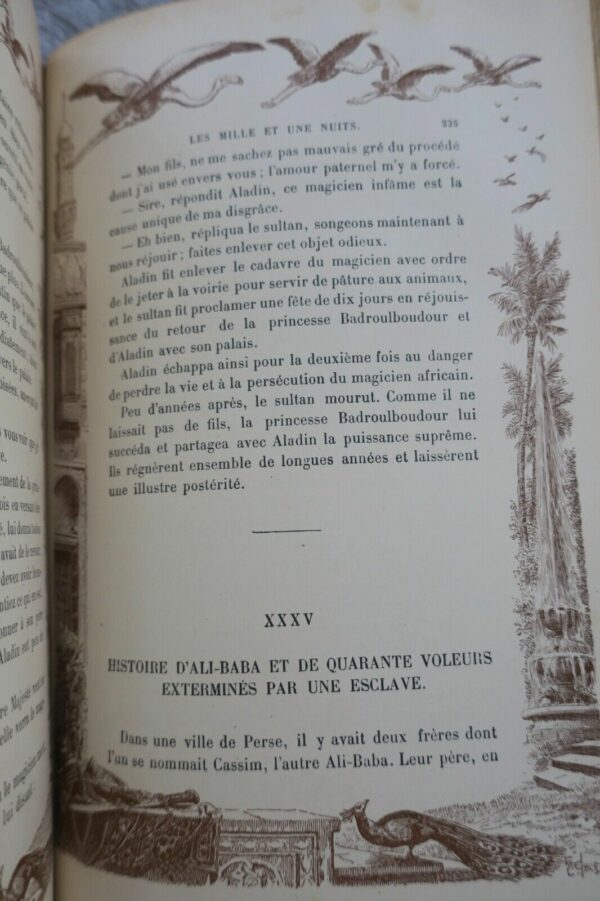 LES MILLE ET UNE NUITS. 235
— Mon fils, ne me sachez pas mauvais gré du procédé
dont j'ai usé envers vous ; l'amour paternel m'y a forcé.
— Sire, répondit Aladin, ce magicien infâme est la
cause unique de ma disgrâce.
— Eh bien, répliqua le sultan, songeons maintenant à
nous réjouir ; faites enlever cet objet odieux.
Aladin fit enlever le cadavre du magicien avec ordre
de le jeter à la voirie pour servir de pâture aux animaux,
et le sultan fit proclamer une fête de dix jours en réjouis-
sance du retour de la princesse Badroulboudour et
d'Aladin avec son palais.
Aladin échappa ainsi pour la deuxième fois au danger
de perdre la vie et à la persécution du magicien africain.
Peu d'années après, le sultan mourut. Comme il ne
laissait pas de fils, la princesse Badroulboudour lui
succéda et partagea avec Aladin la puissance suprême.
Ils régnèrent ensemble de longues années et laissèrent
une illustre postérité.
XXXV
HISTOIRE D'ALI-BABA ET DE QUARANTE VOLEURS
EXTERMINÉS PAR UNE ESCLAVE.
Dans une ville de Perse, il y avait deux frères dont
l'un se nommait Cassim, l'autre Ali-Baba. Leur père, en